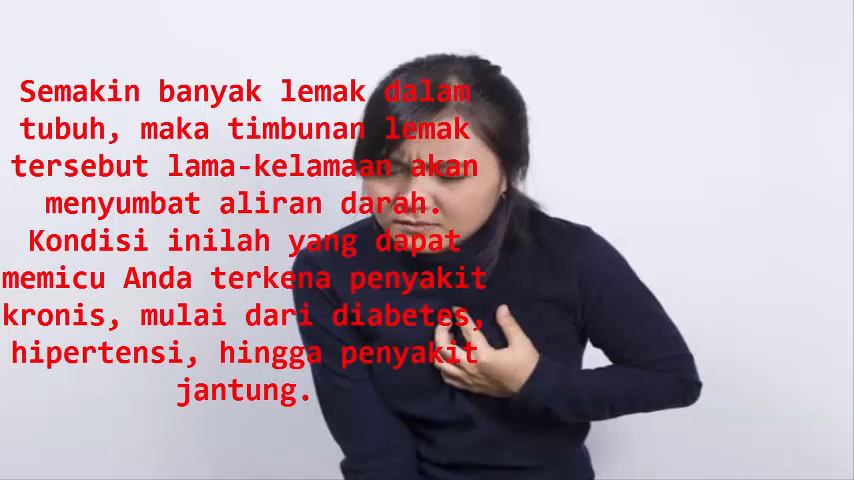 Semakin banyak lemak dalam
tubuh, maka timbunan lemak
tersebut lama-kelamaan akan
menyumbat aliran darah.
Kondisi inilah yang dapat
memicu Anda terkena penyakit
kronis, mulai dari diabetes,
hipertensi, hingga penyakit
jantung.